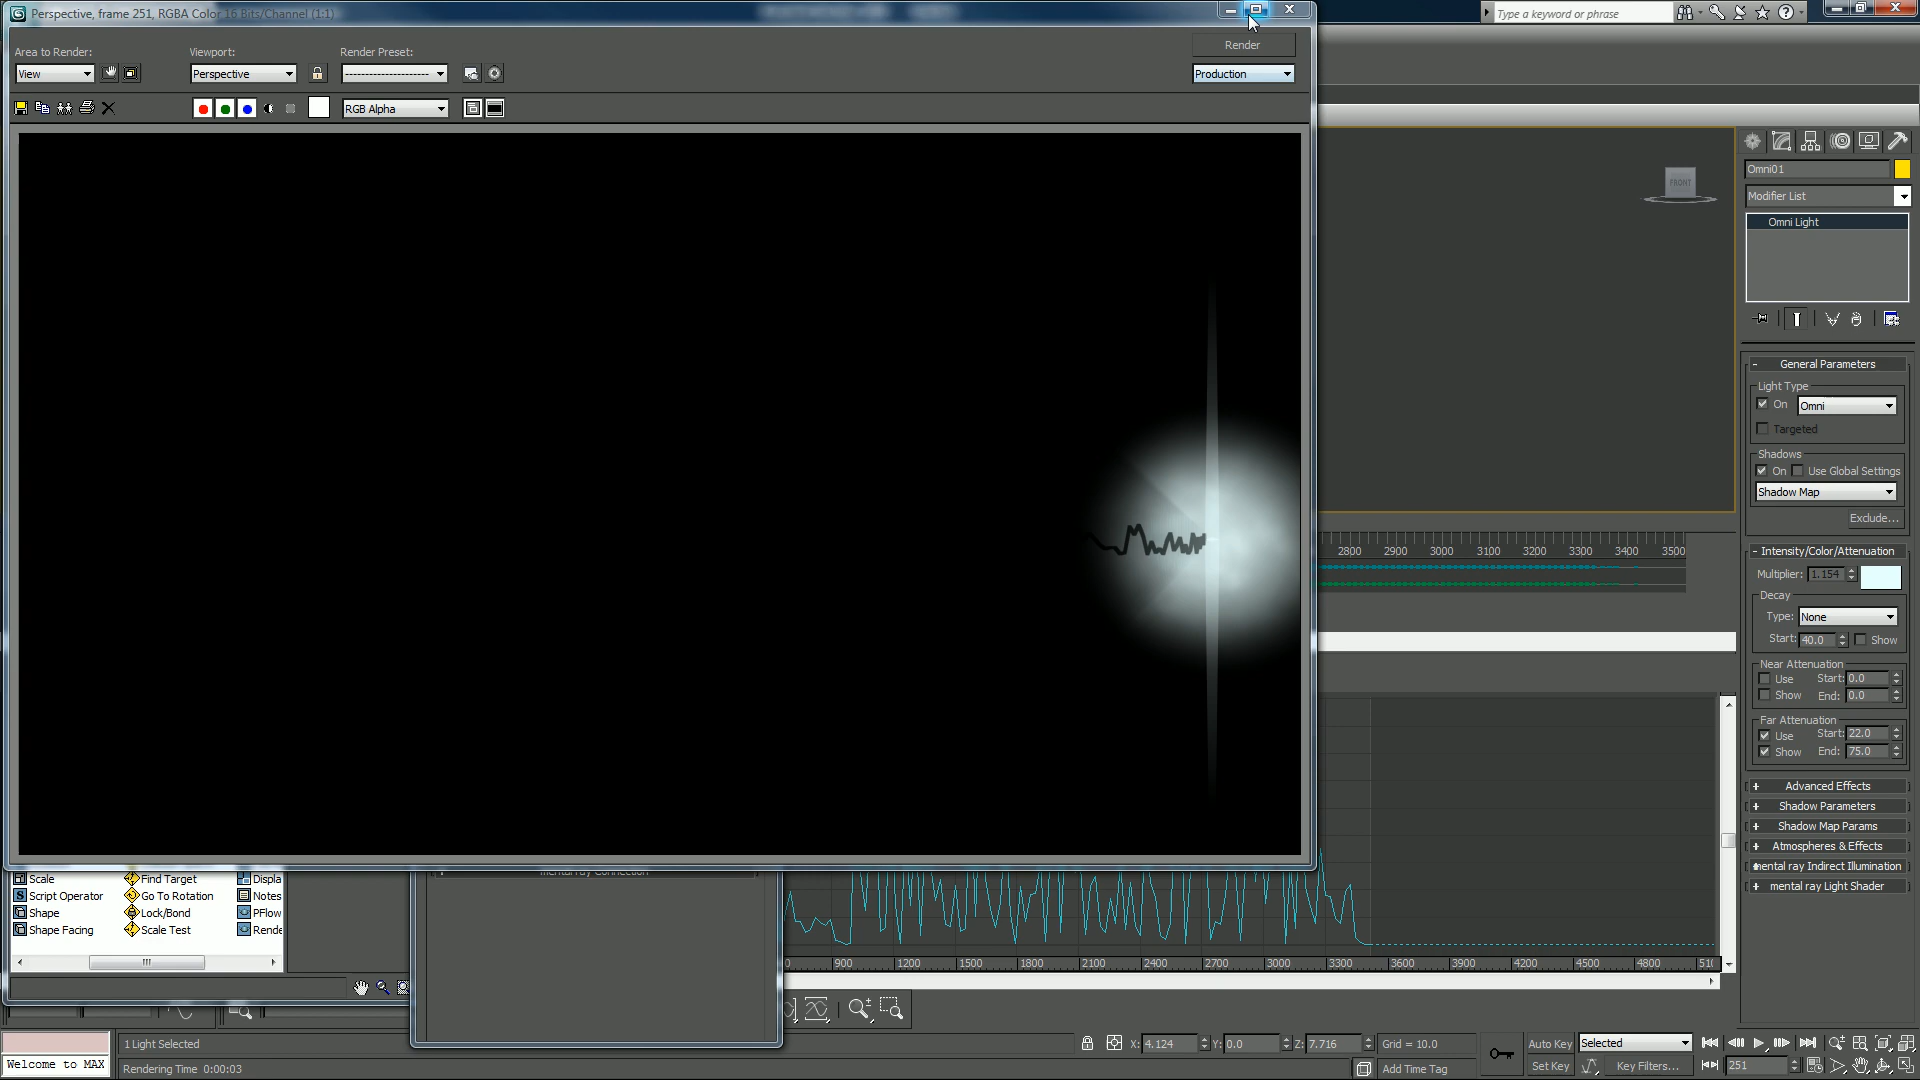 Perspective, frame 251, RGBA Color 16 Bits/Channel (1:1)
Type a keyword or phrase
Area to Render:
Viewport:
Render Preset:
Render
View
Perspective
--------------------
Production
RGB Alpha
FRONT
Omni01
Modifier List
Omni Light
General Parameters
Light Type
On
Omni
Targeted
Shadows
On
Use Global Settings
Shadow Map
Exclude...
Intensity/Color/Attenuation
Multiplier: 1.154
Decay
Type: None
Start: 40.0
Show
Near Attenuation
Use Start: 0.0
Show End: 0.0
Far Attenuation
Use Start: 22.0
Show End: 75.0
+ Advanced Effects
+ Shadow Parameters
+ Shadow Map Params
+ Atmospheres & Effects
mental ray Indirect Illumination
+ mental ray Light Shader
2800 2900 3000 3100 3200 3300 3400 3500
Scale
Find Target
Displa
Script Operator
Go To Rotation
Notes
Shape
Lock/Bond
PFlow
Shape Facing
Scale Test
Rende
0 900 1200 1500 1800 2100 2400 2700 3000 3300 3600 3900 4200 4500 4800 510
1 Light Selected
X: 4.124 Y: 0.0 Z: 7.716
Grid = 10.0
Auto Key
Selected
Welcome to MAX
Rendering Time 0:00:03
Add Time Tag
Set Key
Key Filters...
251